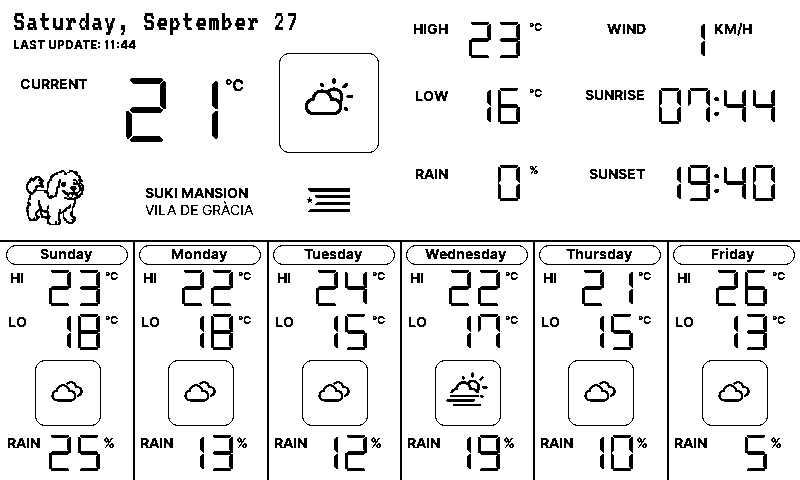 Saturday, September 27
LAST UPDATE: 11:44
CURRENT 21°C
SUKI MANSION
VILA DE GRÀCIA
HIGH 23°C
WIND 1 KM/H
LOW 16°C
SUNRISE 07:44
RAIN 0%
SUNSET 19:40
Sunday
HI 23°C
LO 18°C
RAIN 25%
Monday
HI 22°C
LO 18°C
RAIN 13%
Tuesday
HI 24°C
LO 15°C
RAIN 12%
Wednesday
HI 22°C
LO 17°C
RAIN 19%
Thursday
HI 21°C
LO 15°C
RAIN 10%
Friday
HI 26°C
LO 13°C
RAIN 5%